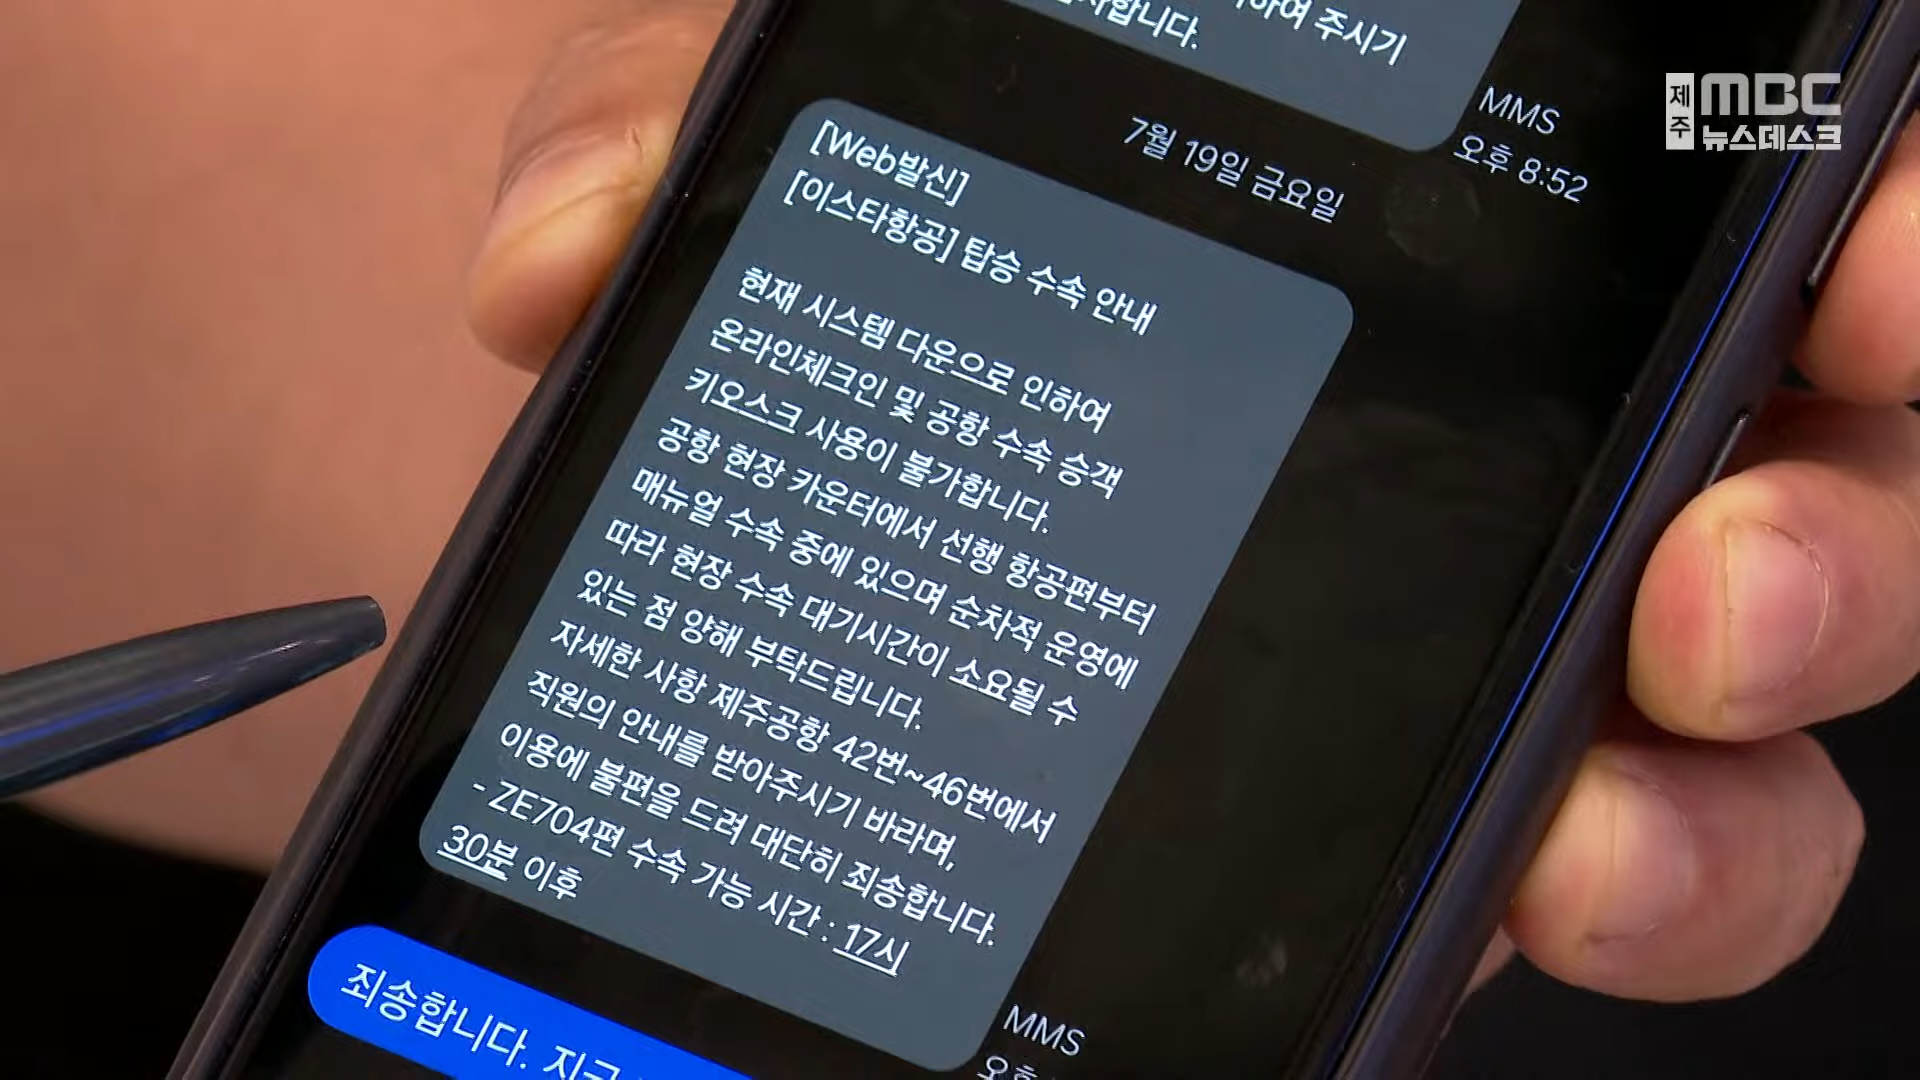 하여 주시기
합니다.
MMS
오후 8:52
제주 MBC
뉴스데스크
7월 19일 금요일
[Web발신]
[이스타항공] 탑승 수속 안내
현재 시스템 다운으로 인하여
온라인체크인 및 공항 수속 승객
키오스크 사용이 불가합니다.
공항 현장 카운터에서 선행 항공편부터
매뉴얼 수속 중에 있으며 순차적 운영에
따라 현장 수속 대기시간이 소요될 수
있는 점 양해 부탁드립니다.
자세한 사항 제주공항 42번~46번에서
직원의 안내를 받아주시기 바라며,
이용에 불편을 드려 대단히 죄송합니다.
- ZE704편 수속 가능 시간 : 17시
30분 이후
MMS
죄송합니다.